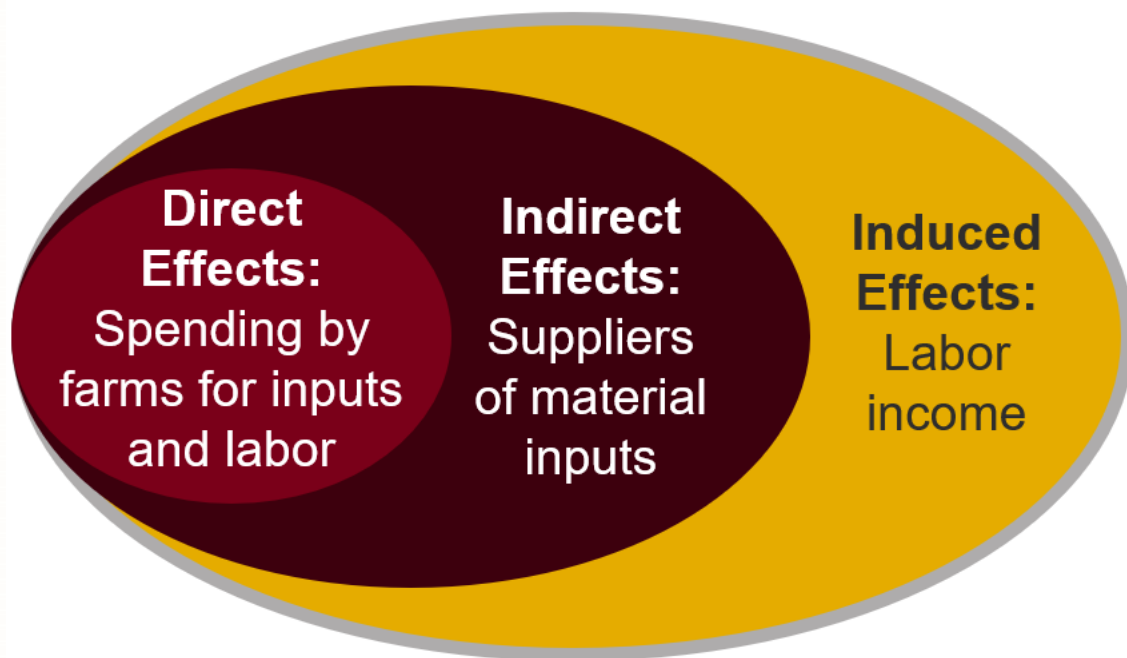 Direct
Effects:
Spending by
farms for inputs
and labor
Indirect
Effects:
Suppliers
of material
inputs
Induced
Effects:
Labor
income